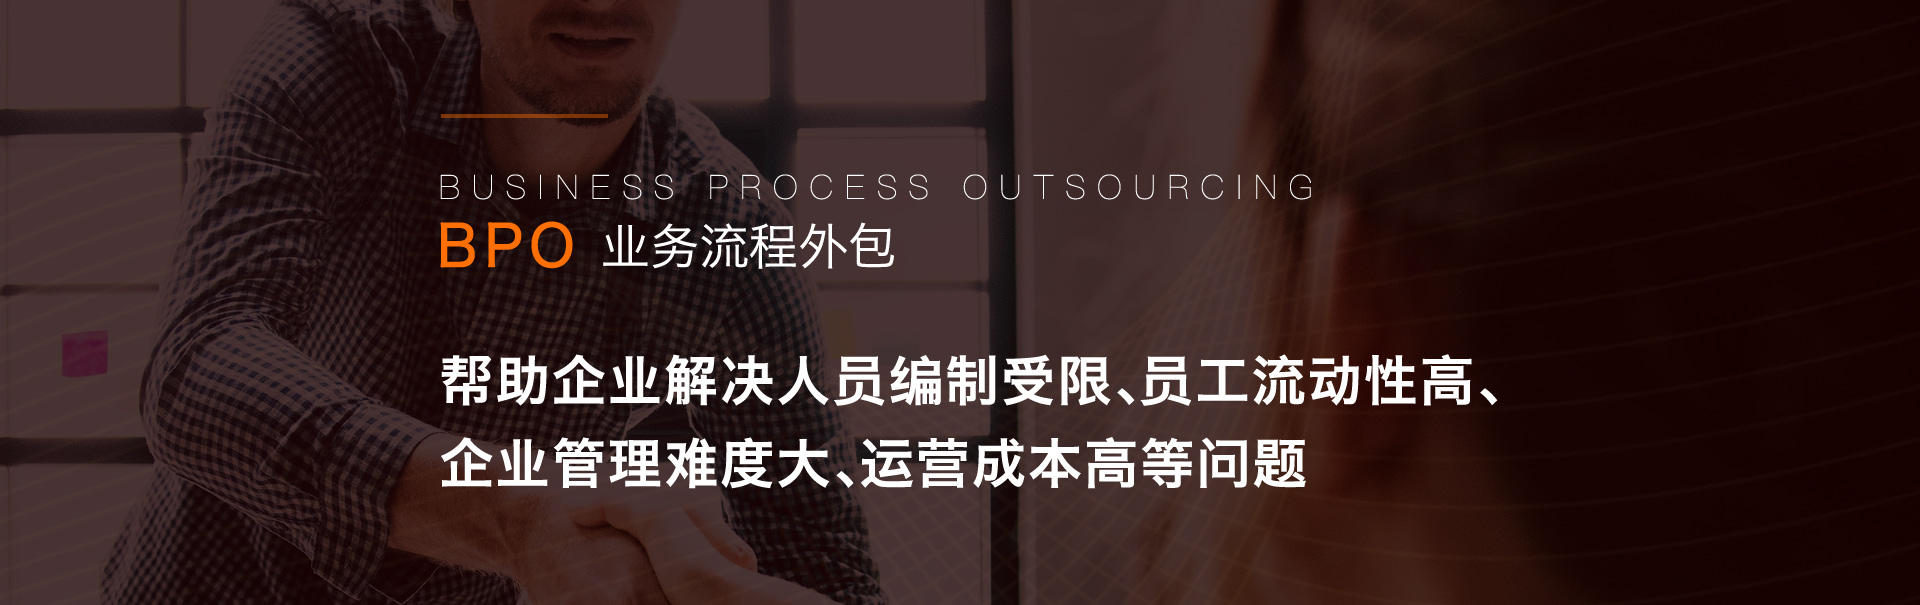 BUSINESS PROCESS OUTSOURCING
BPO 业务流程外包
帮助企业解决人员编制受限、员工流动性高、
企业管理难度大、运营成本高等问题